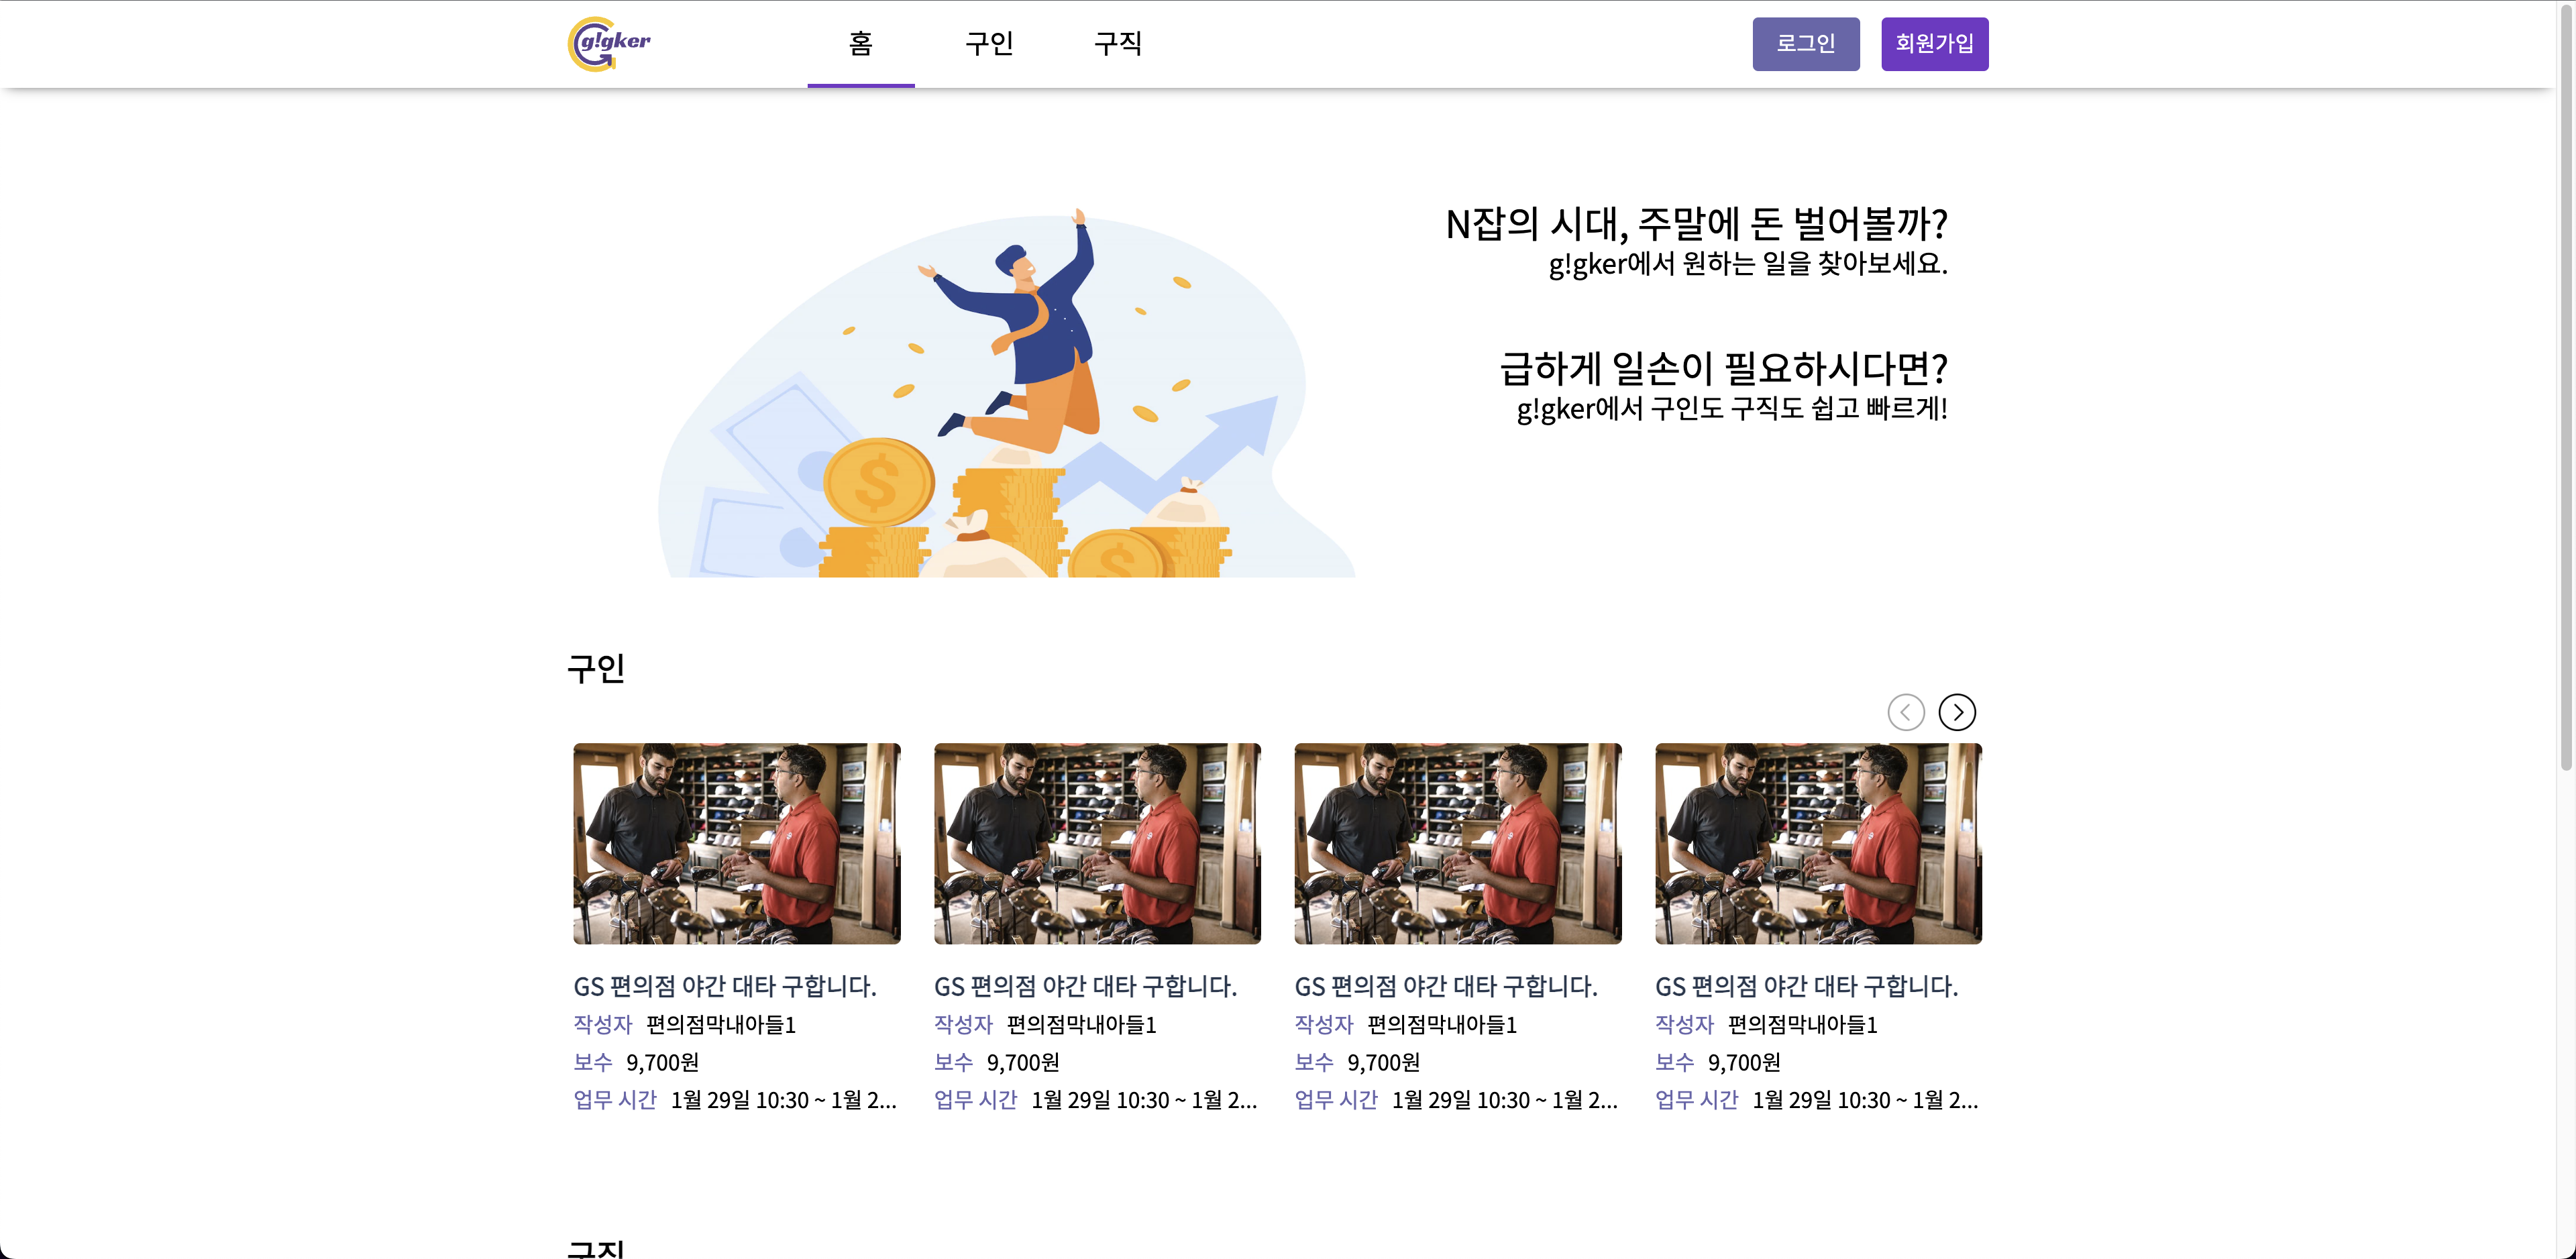 g!gker
홈
구인
구직
로그인
회원가입
N잡의 시대, 주말에 돈 벌어볼까?
g!gker에서 원하는 일을 찾아보세요.
급하게 일손이 필요하시다면?
g!gker에서 구인도 구직도 쉽고 빠르게!
$
$
구인
GS 편의점 야간 대타 구합니다.
작성자 편의점막내아들1
보수 9,700원
업무 시간 1월 29일 10:30 ~ 1월 2...
GS 편의점 야간 대타 구합니다.
작성자 편의점막내아들1
보수 9,700원
업무 시간 1월 29일 10:30 ~ 1월 2...
GS 편의점 야간 대타 구합니다.
작성자 편의점막내아들1
보수 9,700원
업무 시간 1월 29일 10:30 ~ 1월 2...
GS 편의점 야간 대타 구합니다.
작성자 편의점막내아들1
보수 9,700원
업무 시간 1월 29일 10:30 ~ 1월 2...
구직